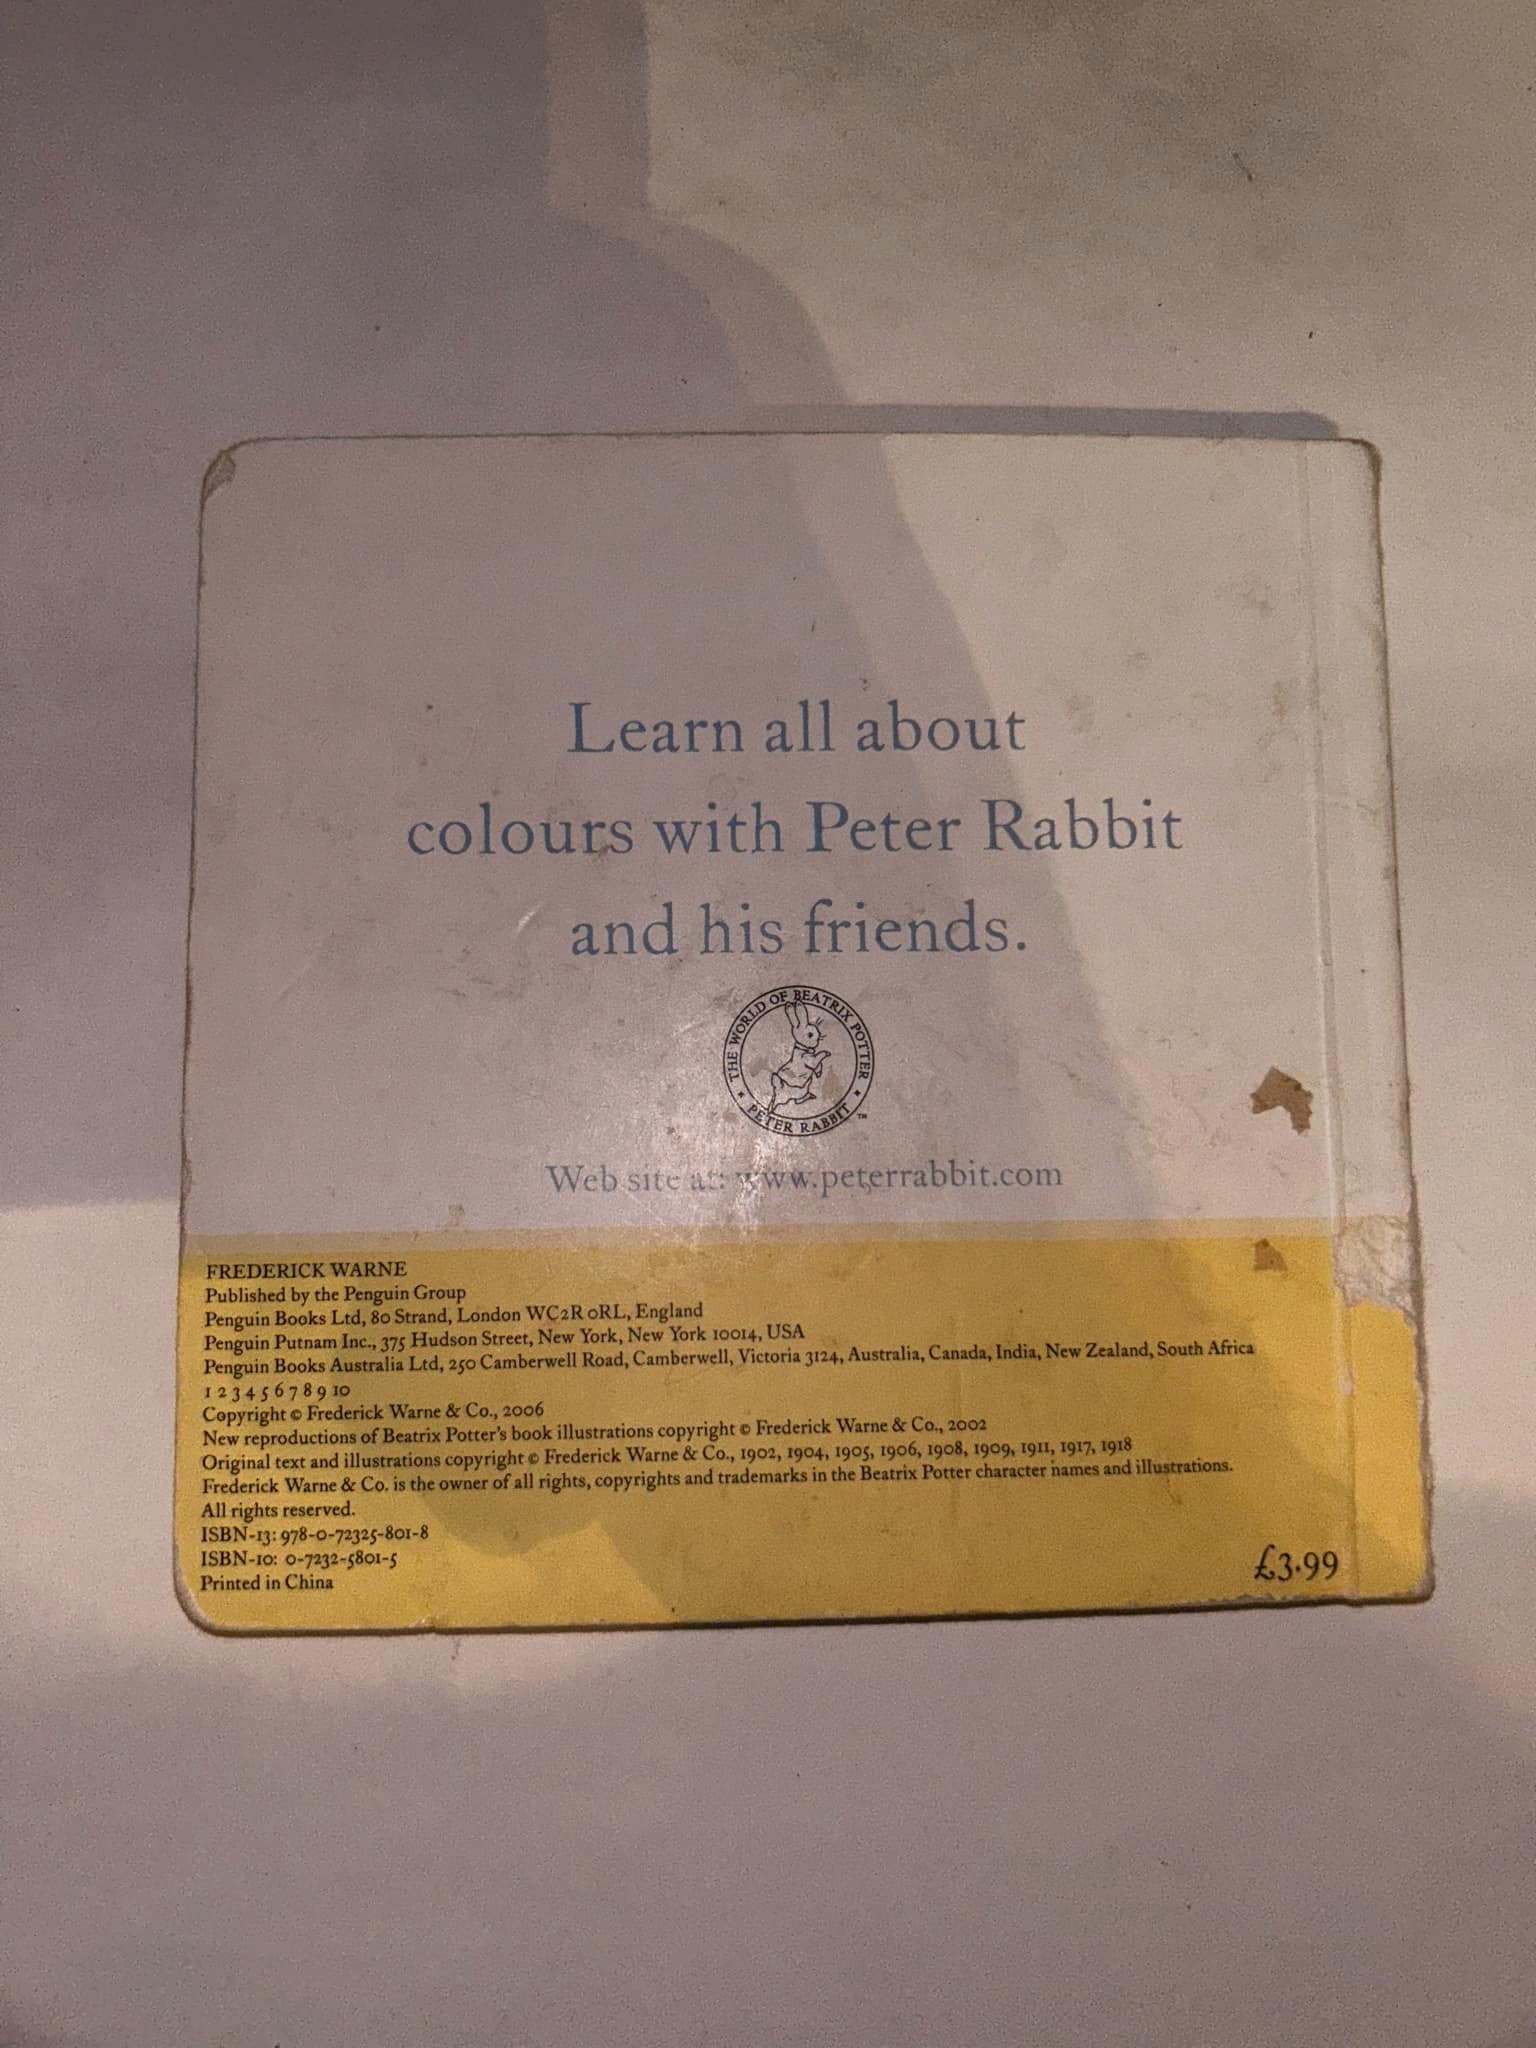 Learn all about
colours with Peter Rabbit
and his friends.
THE WORLD OF BEATRIX POTTER
PETER RABBIT ™
Web site at: www.peterrabbit.com
FREDERICK WARNE
Published by the Penguin Group
Penguin Books Ltd, 80 Strand, London WC2R 0RL, England
Penguin Putnam Inc., 375 Hudson Street, New York, New York 10014, USA
Penguin Books Australia Ltd, 250 Camberwell Road, Camberwell, Victoria 3124, Australia, Canada, India, New Zealand, South Africa
1 2 3 4 5 6 7 8 9 10
Copyright © Frederick Warne & Co., 2006
New reproductions of Beatrix Potter's book illustrations copyright © Frederick Warne & Co., 2002
Original text and illustrations copyright © Frederick Warne & Co., 1902, 1904, 1905, 1906, 1908, 1909, 1911, 1917, 1918
Frederick Warne & Co. is the owner of all rights, copyrights and trademarks in the Beatrix Potter character names and illustrations.
All rights reserved.
ISBN-13: 978-0-72325-801-8
ISBN-10: 0-7232-5801-5
Printed in China
£3.99